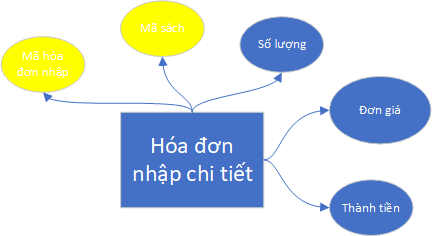 Mã hóa
đơn nhập
Mã sách
Số lượng
Đơn giá
Thành tiền
Hóa đơn
nhập chi tiết